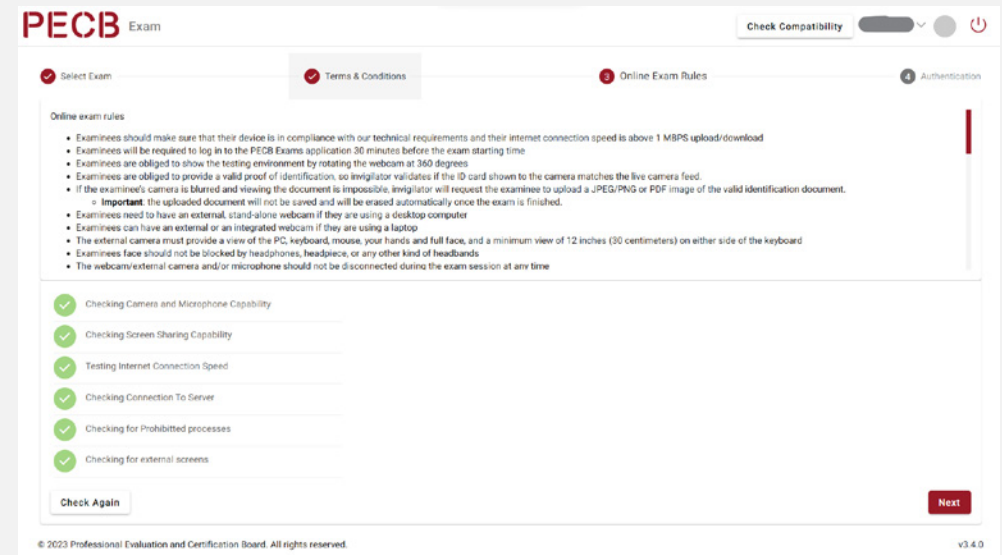 PECB Exam
Check Compatibility
Select Exam
Terms & Conditions
3 Online Exam Rules
4 Authentication
Online exam rules
• Examinees should make sure that their device is in compliance with our technical requirements and their internet connection speed is above 1 MBPS upload/download
• Examinees will be required to log in to the PECB Exams application 30 minutes before the exam starting time
• Examinees are obliged to show the testing environment by rotating the webcam at 360 degrees
• Examinees are obliged to provide a valid proof of identification, so invigilator validates if the ID card shown to the camera matches the live camera feed.
• If the examinee's camera is blurred and viewing the document is impossible, invigilator will request the examinee to upload a JPEG/PNG or PDF image of the valid identification document.
○ Important: the uploaded document will not be saved and will be erased automatically once the exam is finished.
• Examinees need to have an external, stand-alone webcam if they are using a desktop computer
• Examinees can have an external or an integrated webcam if they are using a laptop
• The external camera must provide a view of the PC, keyboard, mouse, your hands and full face, and a minimum view of 12 inches (30 centimeters) on either side of the keyboard
• Examinees face should not be blocked by headphones, headpiece, or any other kind of headbands
• The webcam/external camera and/or microphone should not be disconnected during the exam session at any time
Checking Camera and Microphone Capability
Checking Screen Sharing Capability
Testing Internet Connection Speed
Checking Connection To Server
Checking for Prohibitted processes
Checking for external screens
Check Again
Next
© 2023 Professional Evaluation and Certification Board. All rights reserved.
v3.4.0